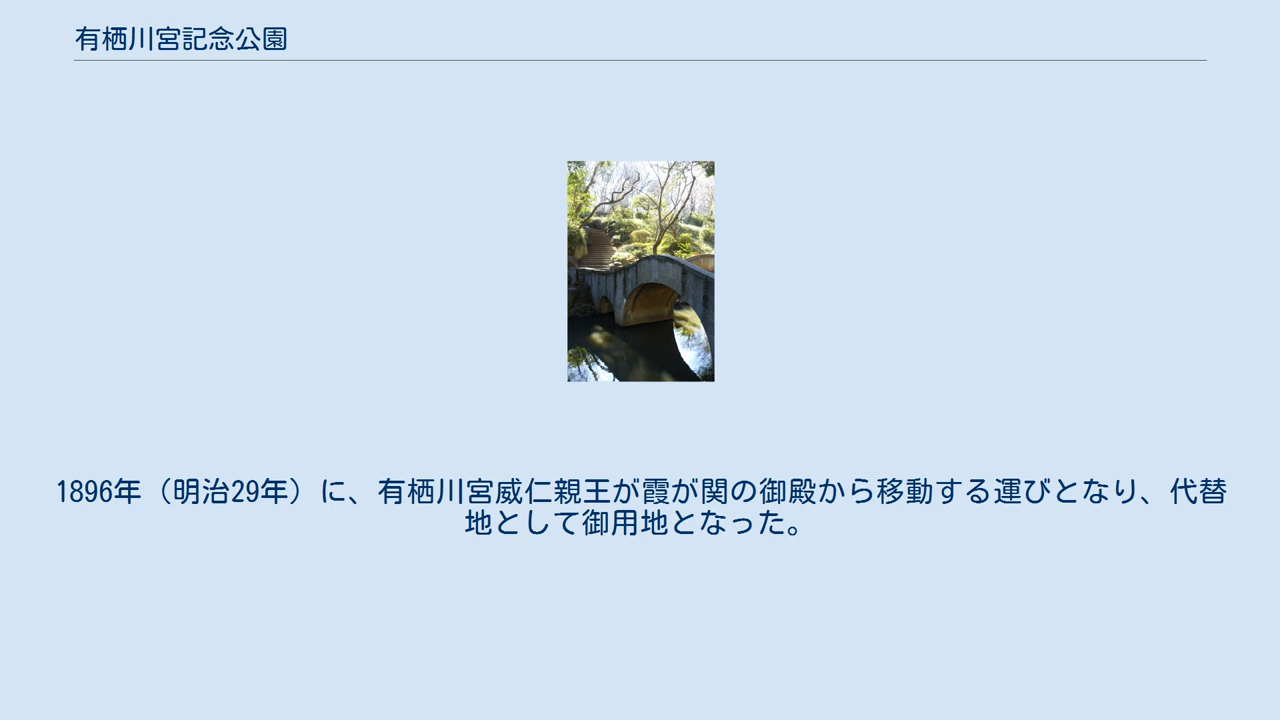 有栖川宮記念公園
1896年（明治29年）に、有栖川宮威仁親王が霞が関の御殿から移動する運びとなり、代替
地として御用地となった。